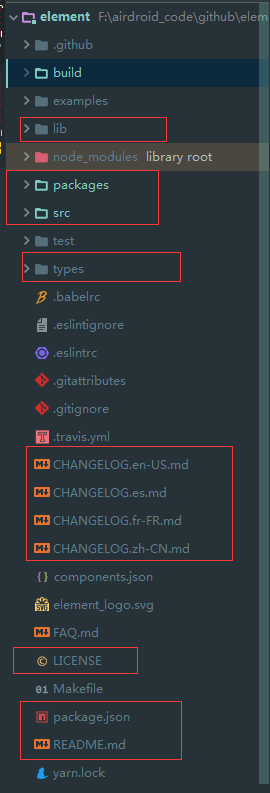 element F:\airdroid_code\github\elem
.github
build
examples
lib
node_modules library root
packages
src
test
types
.babelrc
.eslintignore
.eslintrc
.gitattributes
.gitignore
.travis.yml
CHANGELOG.en-US.md
CHANGELOG.es.md
CHANGELOG.fr-FR.md
CHANGELOG.zh-CN.md
components.json
element_logo.svg
FAQ.md
LICENSE
Makefile
package.json
README.md
yarn.lock